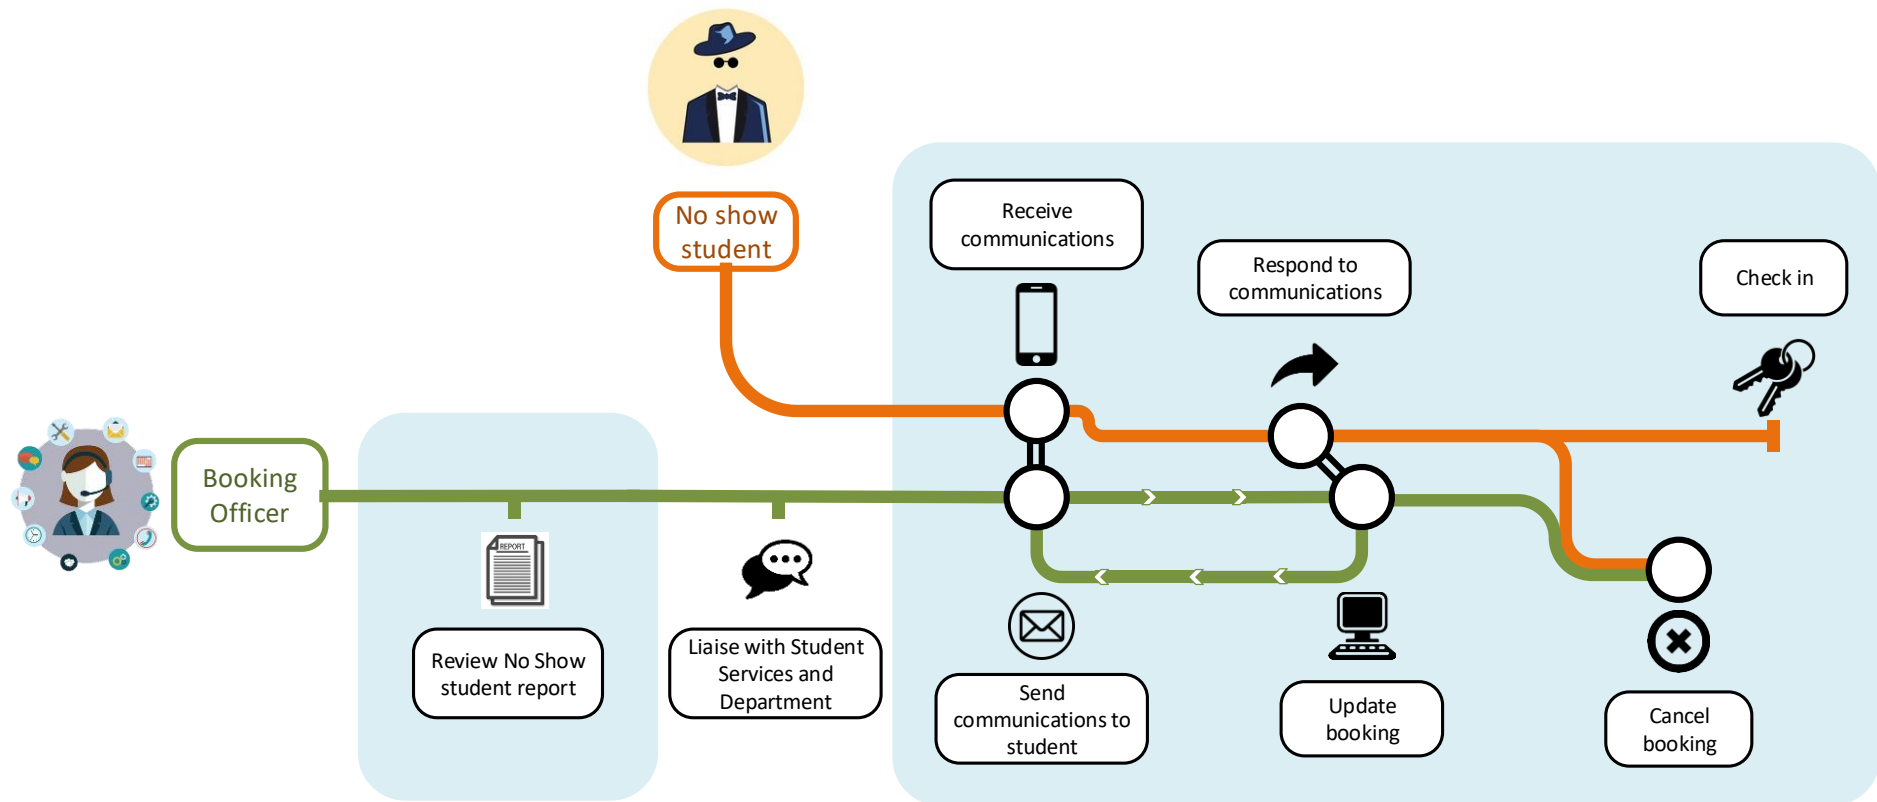 No show
student
Receive
communications
Respond to
communications
Check in
Booking
Officer
REPORT
Review No Show
student report
Liaise with Student
Services and
Department
Send
communications to
student
Update
booking
Cancel
booking